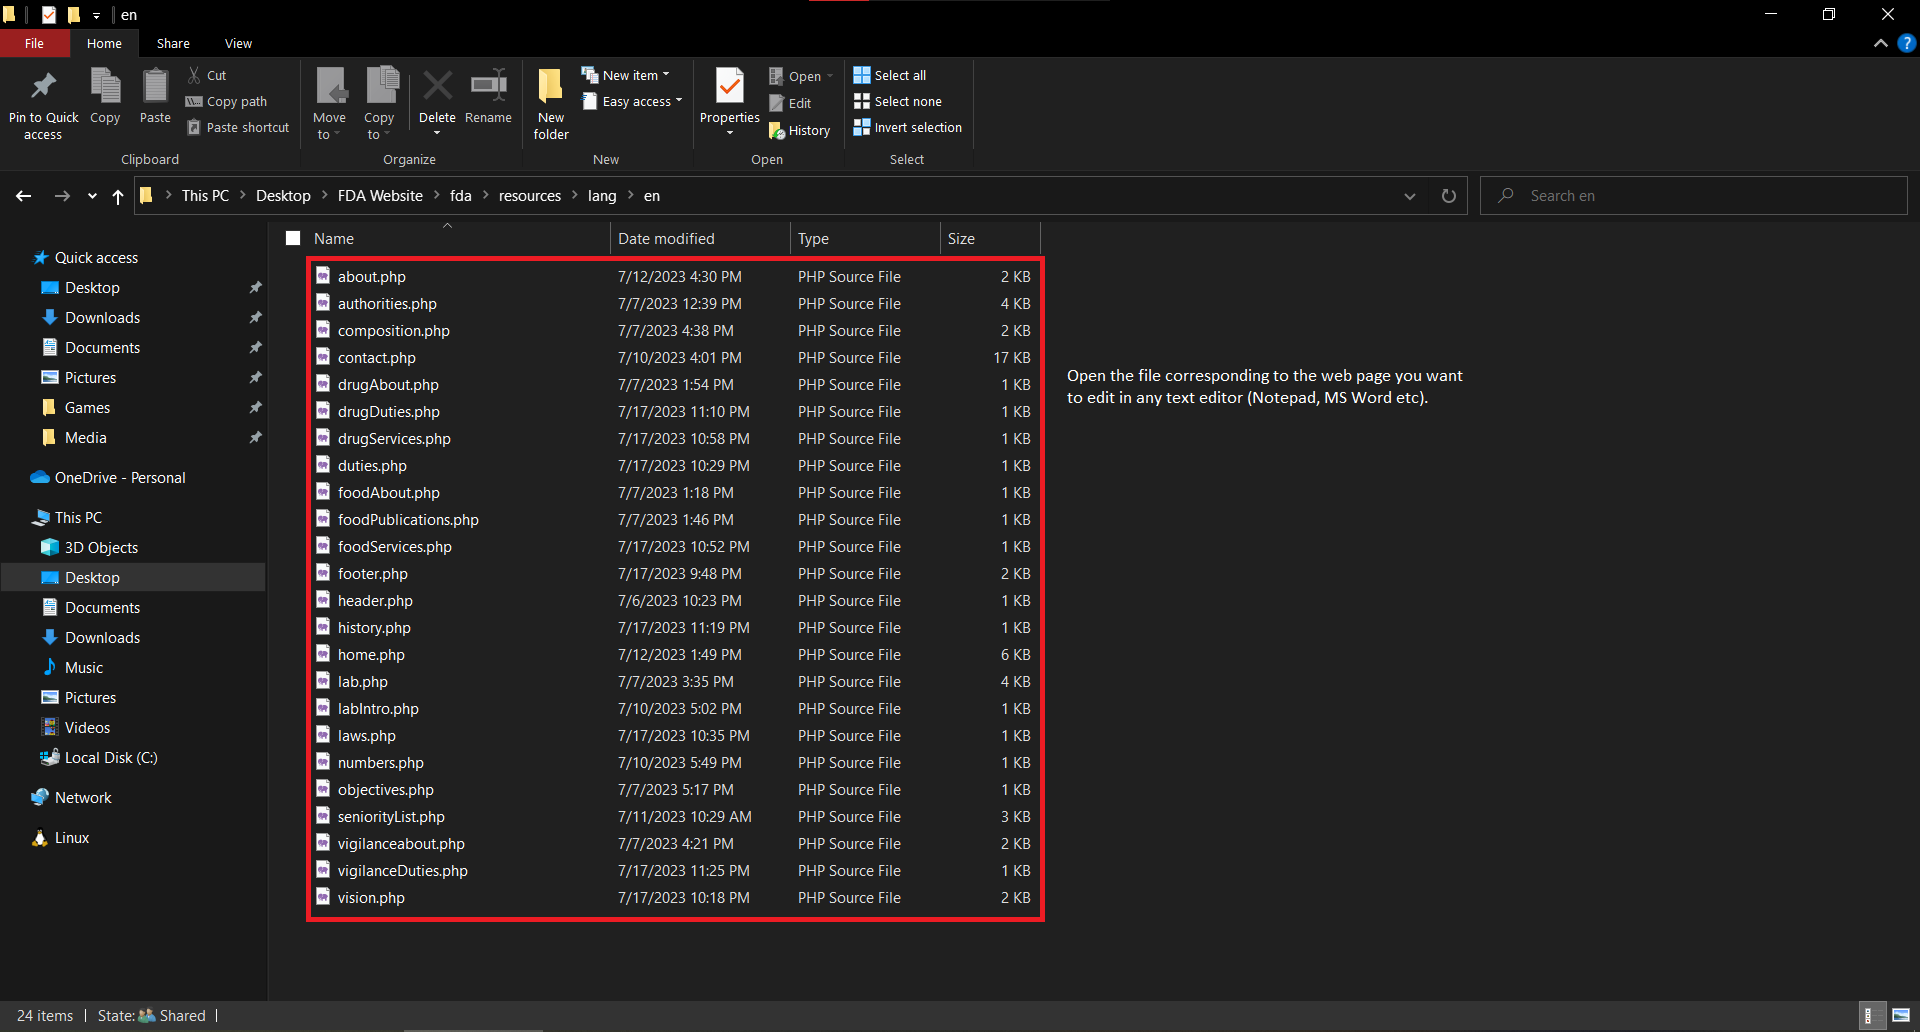 en
File Home Share View
Pin to Quick access
Copy
Paste
Cut
Copy path
Paste shortcut
Clipboard
Move to
Copy to
Delete
Rename
Organize
New folder
New item
Easy access
New
Properties
Open
Edit
History
Open
Select all
Select none
Invert selection
Select
This PC > Desktop > FDA Website > fda > resources > lang > en
Search en
Quick access
Desktop
Downloads
Documents
Pictures
Games
Media
OneDrive - Personal
This PC
3D Objects
Desktop
Documents
Downloads
Music
Pictures
Videos
Local Disk (C:)
Network
Linux
Name Date modified Type Size
about.php 7/12/2023 4:30 PM PHP Source File 2 KB
authorities.php 7/7/2023 12:39 PM PHP Source File 4 KB
composition.php 7/7/2023 4:38 PM PHP Source File 2 KB
contact.php 7/10/2023 4:01 PM PHP Source File 17 KB
drugAbout.php 7/7/2023 1:54 PM PHP Source File 1 KB
drugDuties.php 7/17/2023 11:10 PM PHP Source File 1 KB
drugServices.php 7/17/2023 10:58 PM PHP Source File 1 KB
duties.php 7/17/2023 10:29 PM PHP Source File 1 KB
foodAbout.php 7/7/2023 1:18 PM PHP Source File 1 KB
foodPublications.php 7/7/2023 1:46 PM PHP Source File 1 KB
foodServices.php 7/17/2023 10:52 PM PHP Source File 1 KB
footer.php 7/17/2023 9:48 PM PHP Source File 2 KB
header.php 7/6/2023 10:23 PM PHP Source File 1 KB
history.php 7/17/2023 11:19 PM PHP Source File 1 KB
home.php 7/12/2023 1:49 PM PHP Source File 6 KB
lab.php 7/7/2023 3:35 PM PHP Source File 4 KB
labIntro.php 7/10/2023 5:02 PM PHP Source File 1 KB
laws.php 7/17/2023 10:35 PM PHP Source File 1 KB
numbers.php 7/10/2023 5:49 PM PHP Source File 1 KB
objectives.php 7/7/2023 5:17 PM PHP Source File 1 KB
seniorityList.php 7/11/2023 10:29 AM PHP Source File 3 KB
vigilanceabout.php 7/7/2023 4:21 PM PHP Source File 2 KB
vigilanceDuties.php 7/17/2023 11:25 PM PHP Source File 1 KB
vision.php 7/17/2023 10:18 PM PHP Source File 2 KB
Open the file corresponding to the web page you want
to edit in any text editor (Notepad, MS Word etc).
24 items State: Shared